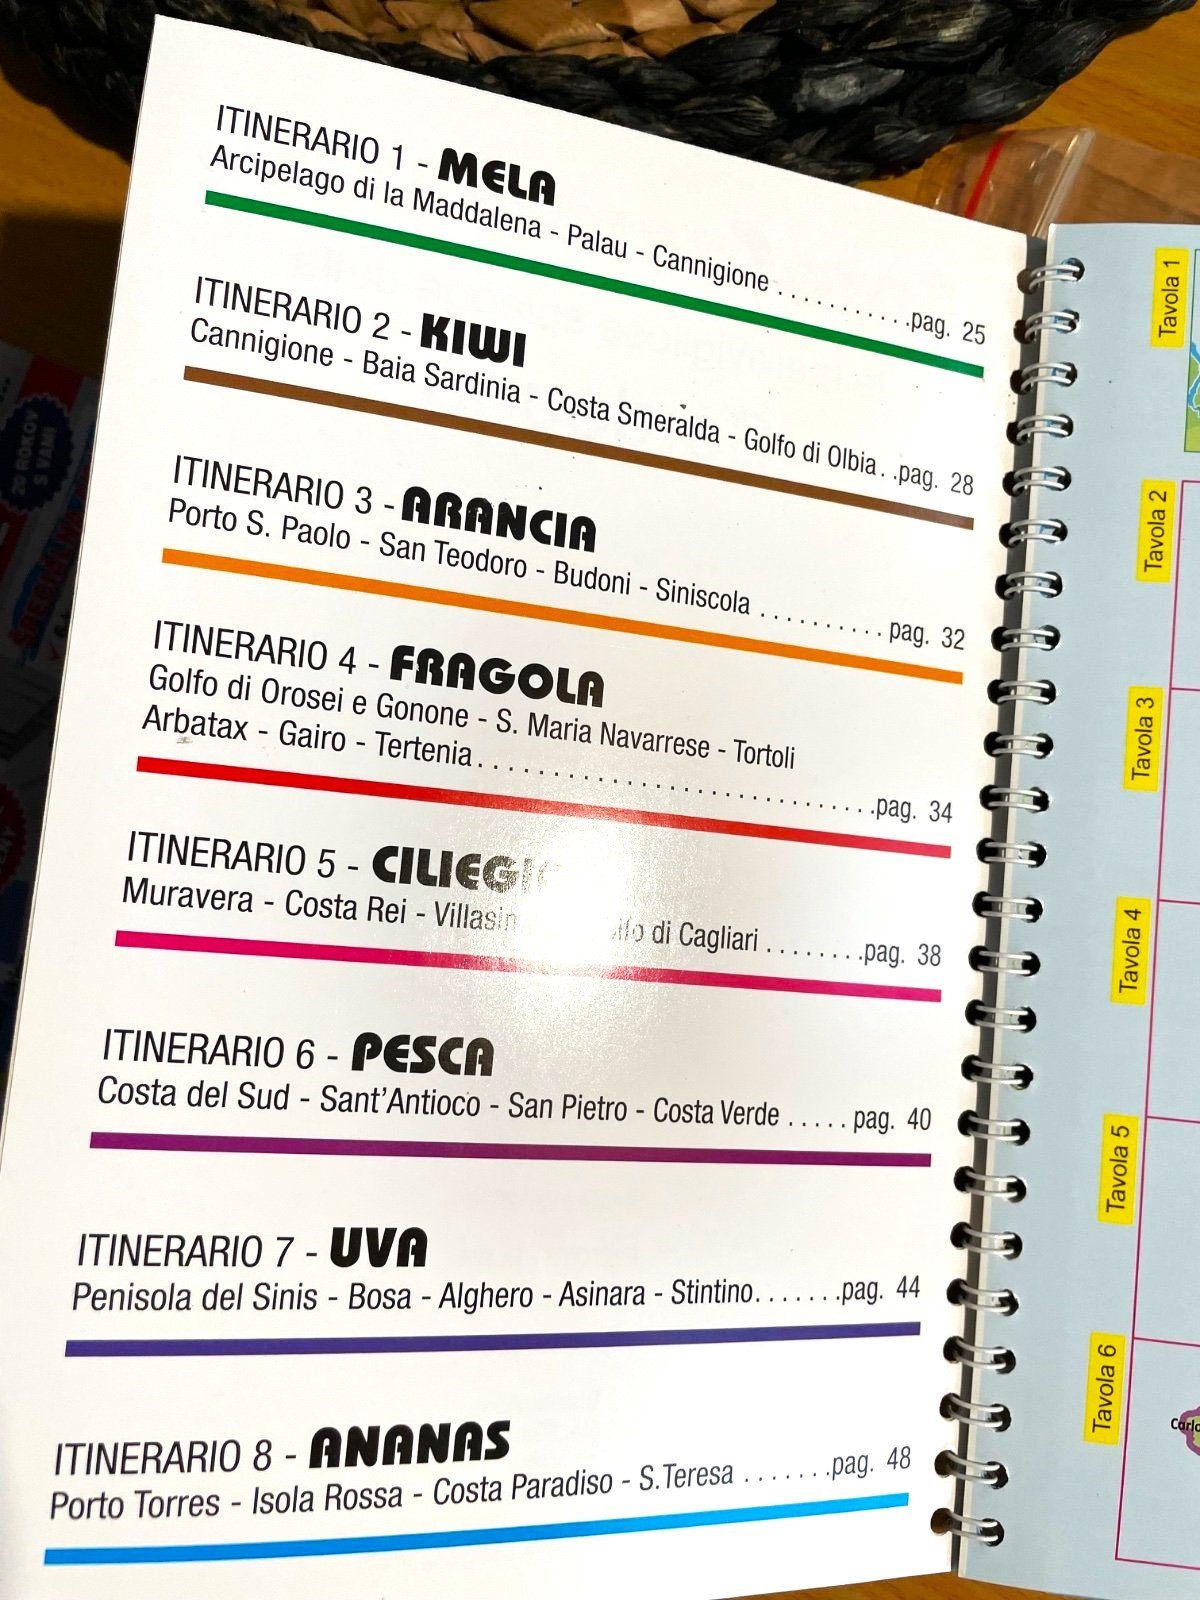 ITINERARIO 1 - MELA
Arcipelago di la Maddalena - Palau - Cannigione . . . . . . . . . . .pag. 25
ITINERARIO 2 - KIWI
Cannigione - Baia Sardinia - Costa Smeralda - Golfo di Olbia. .pag. 28
ITINERARIO 3 - ARANCIA
Porto S. Paolo - San Teodoro - Budoni - Siniscola . . . . . . . . . . pag. 32
ITINERARIO 4 - FRAGOLA
Golfo di Orosei e Gonone - S. Maria Navarrese - Tortoli
Arbatax - Gairo - Tertenia. . . . . . . . . . . . . . . . . . . . . . . . . . . .pag. 34
ITINERARIO 5 -
Muravera - Costa Rei - di Cagliari . . . . . . . .pag. 38
ITINERARIO 6 - PESCA
Costa del Sud - Sant'Antioco - San Pietro - Costa Verde . . . . . pag. 40
ITINERARIO 7 - UVA
Penisola del Sinis - Bosa - Alghero - Asinara - Stintino. . . . . . .pag. 44
ITINERARIO 8 - ANANAS
Porto Torres - Isola Rossa - Costa Paradiso - S.Teresa . . . . . . .pag. 48
Tavola 1
Tavola 2
Tavola 3
Tavola 4
Tavola 5
Tavola 6
20 ROKOV
S VAMI